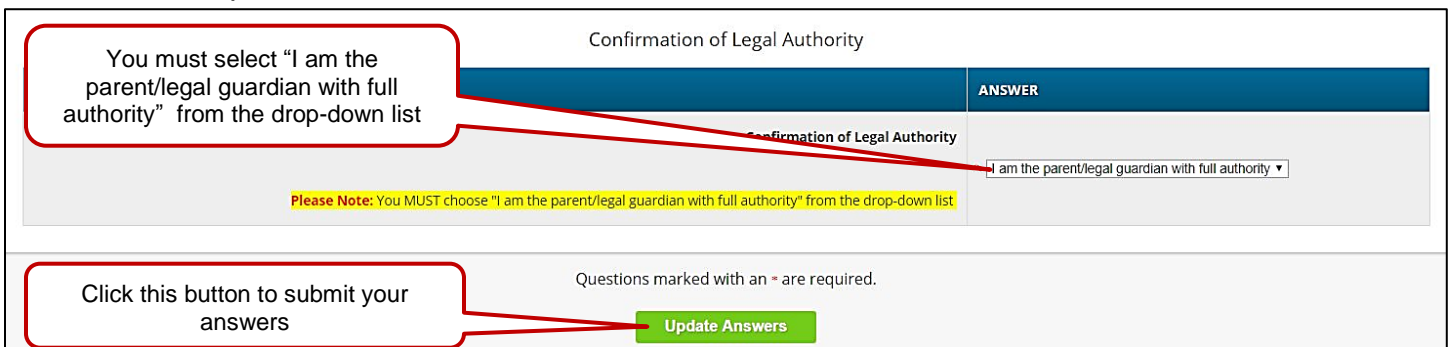 Confirmation of Legal Authority
You must select “I am the
parent/legal guardian with full
authority” from the drop-down list
ANSWER
Confirmation of Legal Authority
I am the parent/legal guardian with full authority
Please Note: You MUST choose "I am the parent/legal guardian with full authority" from the drop-down list
Questions marked with an * are required.
Click this button to submit your
answers
Update Answers